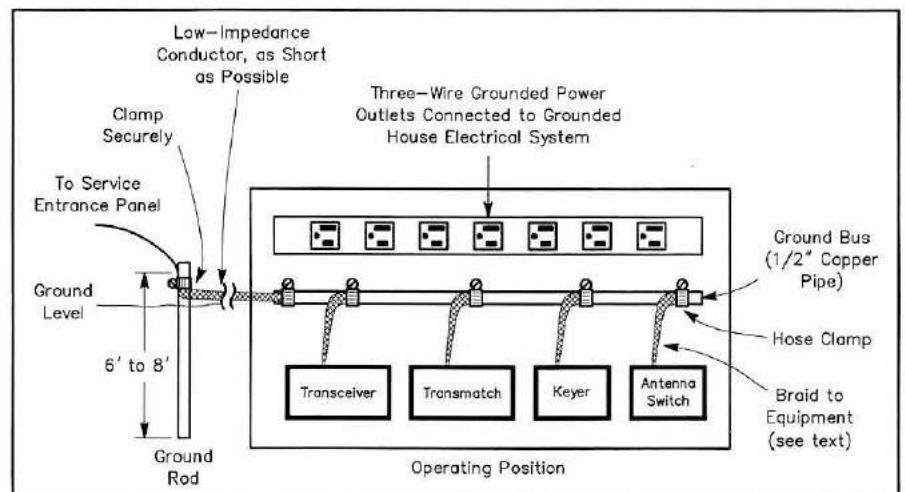 Low-Impedance
Conductor, as Short
as Possible
Three-Wire Grounded Power
Outlets Connected to Grounded
House Electrical System
Clamp
Securely
To Service
Entrance Panel
Ground Bus
(1/2" Copper
Pipe)
Ground
Level
Hose Clamp
6' to 8'
Transceiver
Transmatch
Keyer
Antenna
Switch
Braid to
Equipment
(see text)
Ground
Rod
Operating Position